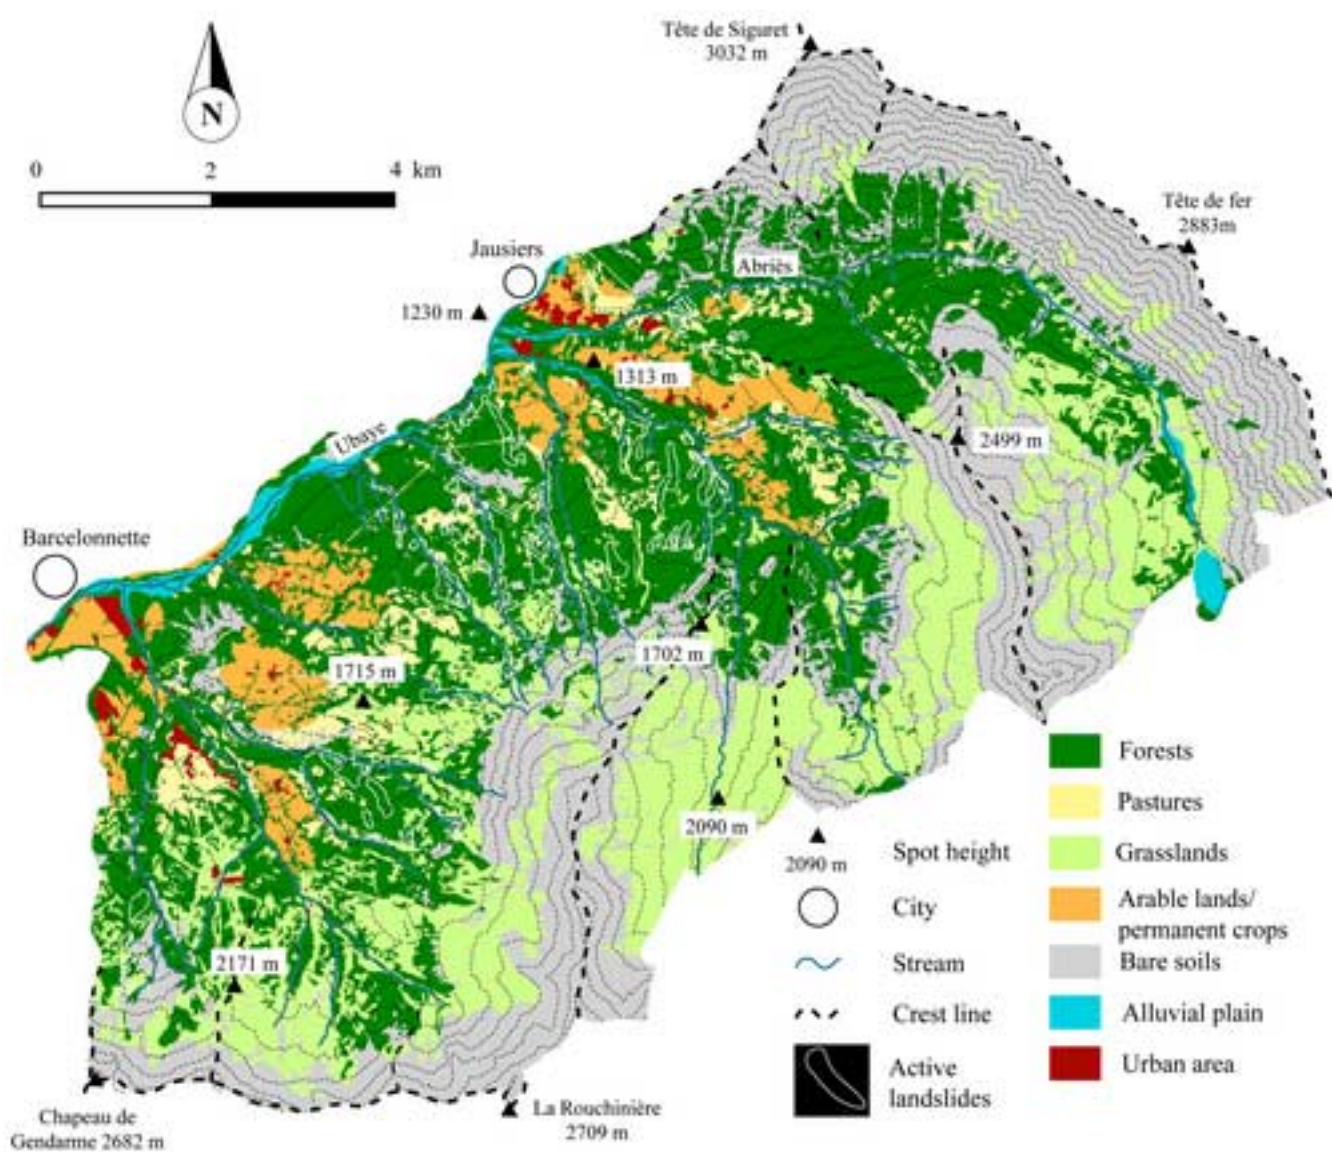 Tête de Siguret
3032 m
N
0 2 4 km
Tête de fer
2883m
Jausiers
Abriès
1230 m
1313 m
Ubaye
2499 m
Barcelonnette
1702 m
1715 m
2090 m
2171 m
Chapeau de
Gendarme 2682 m
La Rouchinière
2709 m
2090 m
Spot height
City
Stream
Crest line
Active
landslides
Forests
Pastures
Grasslands
Arable lands/
permanent crops
Bare soils
Alluvial plain
Urban area